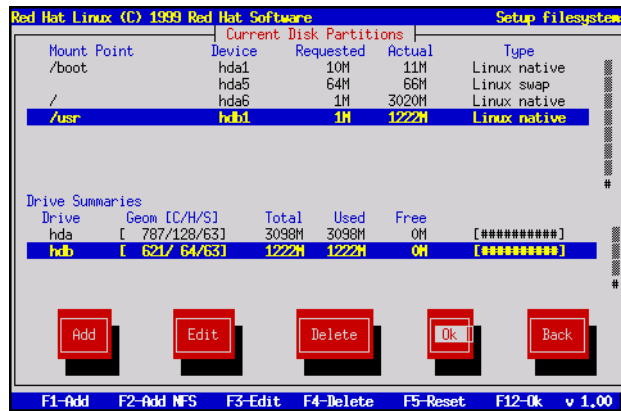 Red Hat Linux (C) 1999 Red Hat Software Setup filesystems
Current Disk Partitions
Mount Point Device Requested Actual Type
/boot hda1 10M 11M Linux native
hda5 64M 66M Linux swap
/ hda6 1M 3020M Linux native
/usr hdb1 1M 1222M Linux native
#
Drive Summaries
Drive Geom [C/H/S] Total Used Free
hda [ 787/128/63] 3098M 3098M 0M [##########]
hdb [ 621/ 64/63] 1222M 1222M 0M [##########]
#
Add Edit Delete Ok Back
F1-Add F2-Add NFS F3-Edit F4-Delete F5-Reset F12-Ok v 1.00